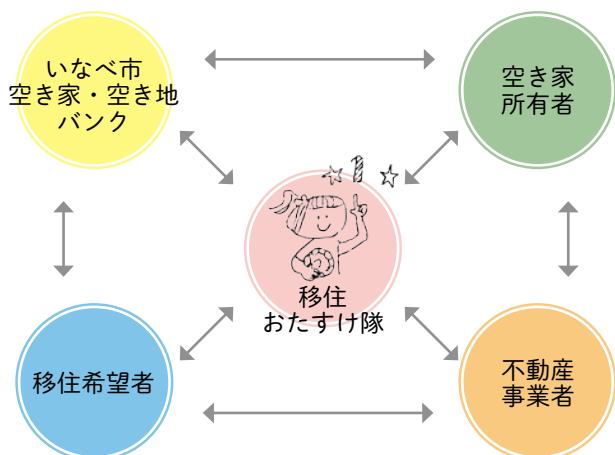 いなべ市
空き家・空き地
バンク
空き家
所有者
移住
おたすけ隊
移住希望者
不動産
事業者